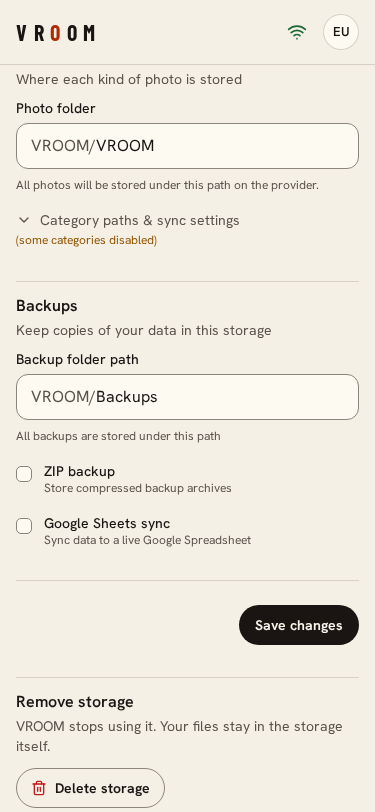 VROOM
EU
Where each kind of photo is stored
Photo folder
VROOM/VROOM
All photos will be stored under this path on the provider.
Category paths & sync settings
(some categories disabled)
Backups
Keep copies of your data in this storage
Backup folder path
VROOM/Backups
All backups are stored under this path
ZIP backup
Store compressed backup archives
Google Sheets sync
Sync data to a live Google Spreadsheet
Save changes
Remove storage
VROOM stops using it. Your files stay in the storage
itself.
Delete storage